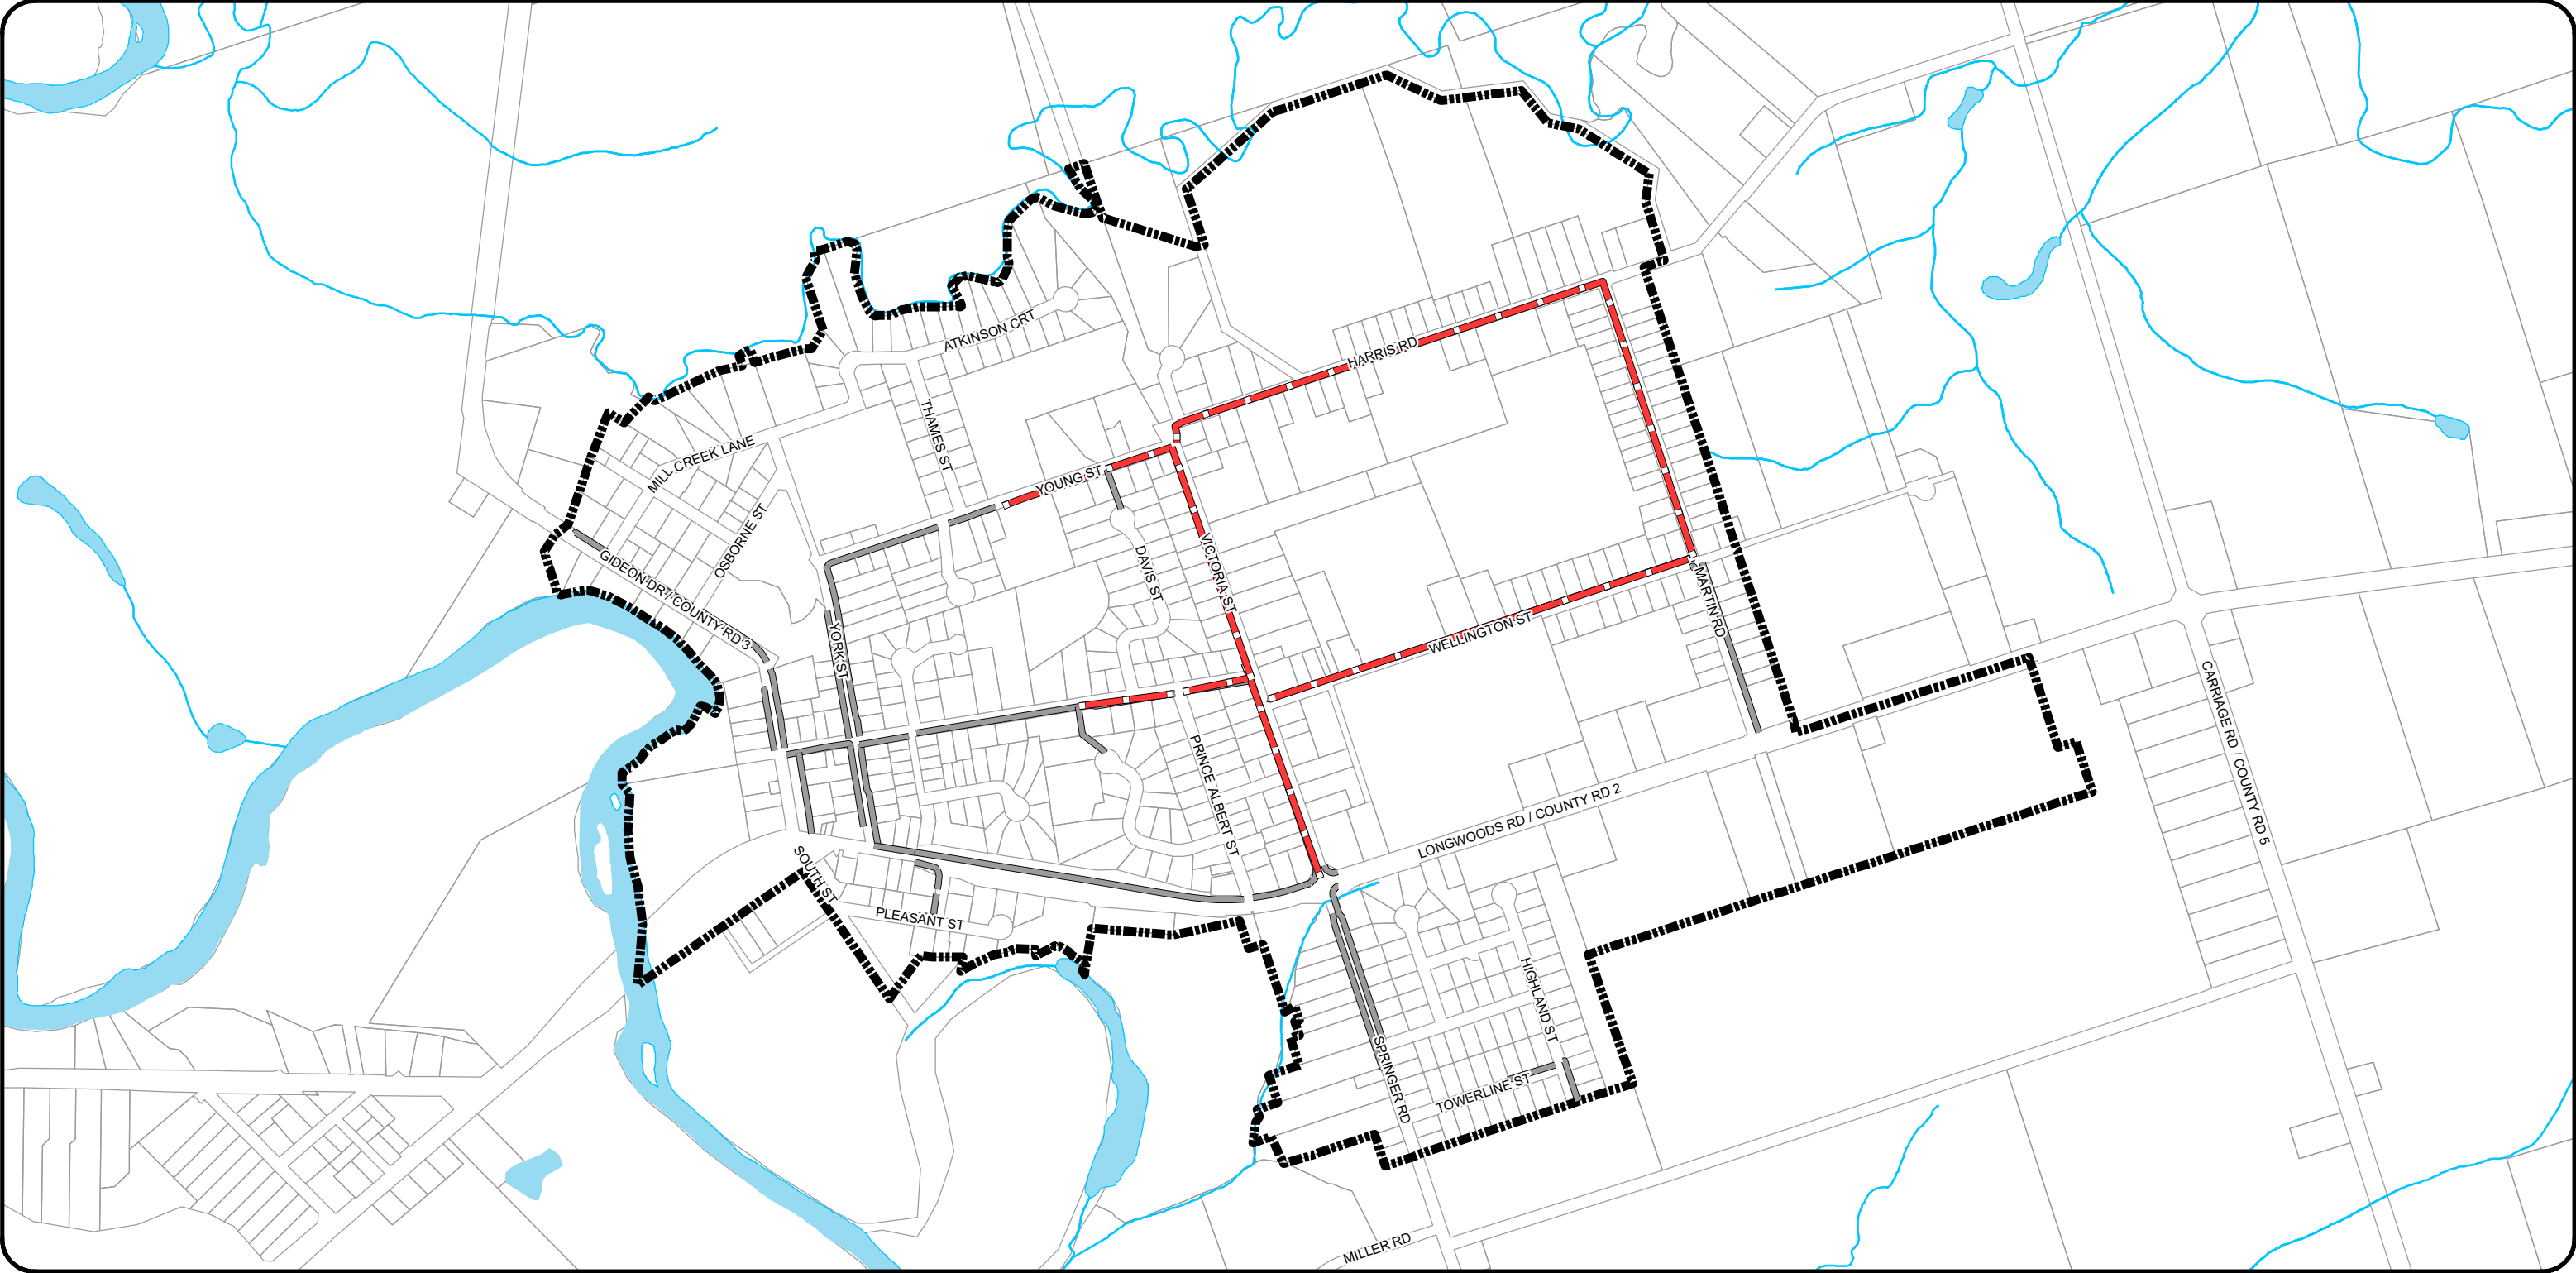 ATKINSON CRT
HARRIS RD
THAMES ST
MILL CREEK LANE
YOUNG ST
OSBORNE ST
VICTORIA ST
DAVIS ST
GIDEON DR / COUNTY RD 3
MARTIN RD
YORK ST
WELLINGTON ST
CARRIAGE RD / COUNTY RD 5
PRINCE ALBERT ST
LONGWOODS RD / COUNTY RD 2
SOUTH ST
PLEASANT ST
HIGHLAND ST
SPRINGER RD
TOWERLINE ST
MILLER RD